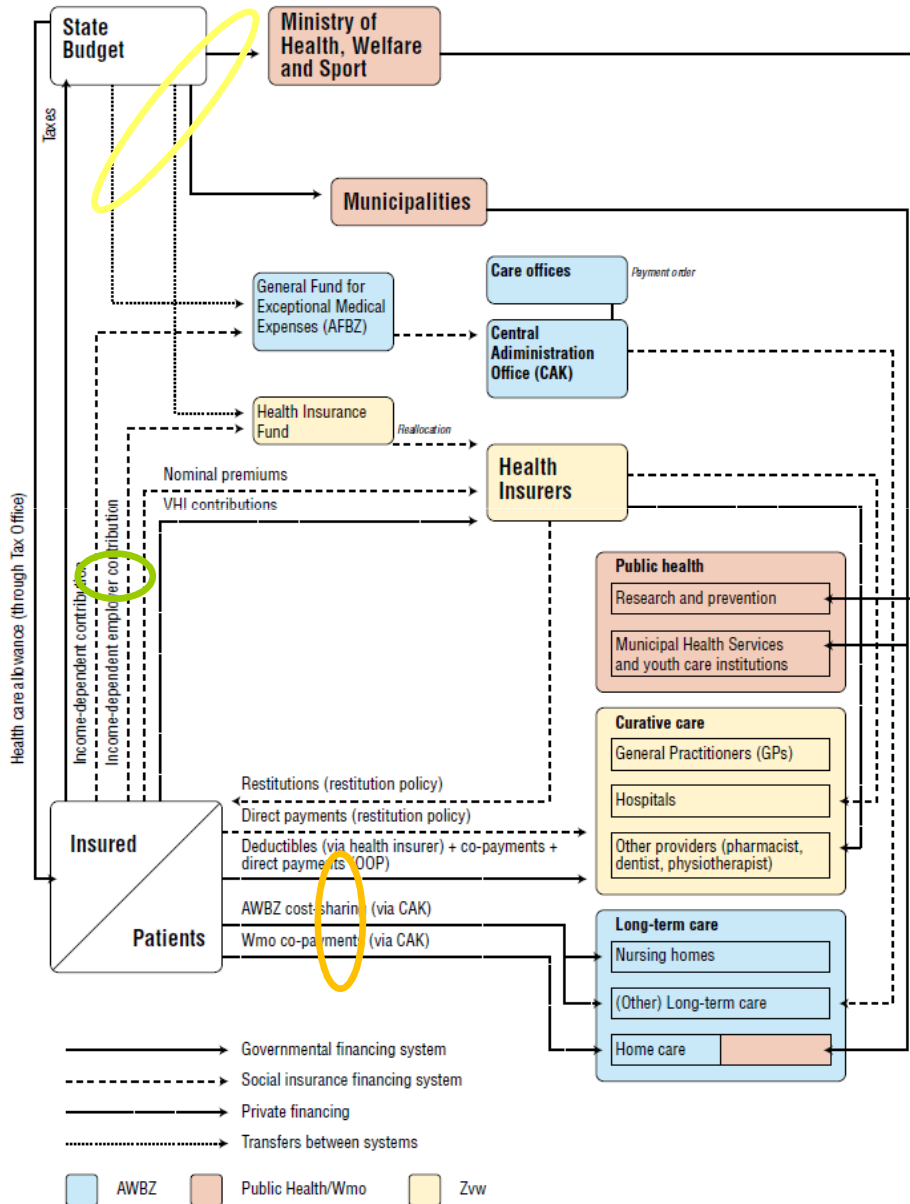 State
Budget
Ministry of
Health, Welfare
and Sport
Taxes
Municipalities
General Fund for
Exceptional Medical
Expenses (AFBZ)
Care offices
Payment order
Central
Adiministration
Office (CAK)
Health Insurance
Fund
Reallocation
Health
Insurers
Nominal premiums
VHI contributions
Health care allowance (through Tax Office)
Income-dependent contribution
Income-dependent employer contribution
Public health
Research and prevention
Municipal Health Services
and youth care institutions
Curative care
General Practitioners (GPs)
Hospitals
Other providers (pharmacist,
dentist, physiotherapist)
Restitutions (restitution policy)
Direct payments (restitution policy)
Deductibles (via health insurer) + co-payments +
direct payments (OOP)
Insured
Patients
AWBZ cost-sharing (via CAK)
Wmo co-payments (via CAK)
Long-term care
Nursing homes
(Other) Long-term care
Home care
Governmental financing system
Social insurance financing system
Private financing
Transfers between systems
AWBZ
Public Health/Wmo
Zvw